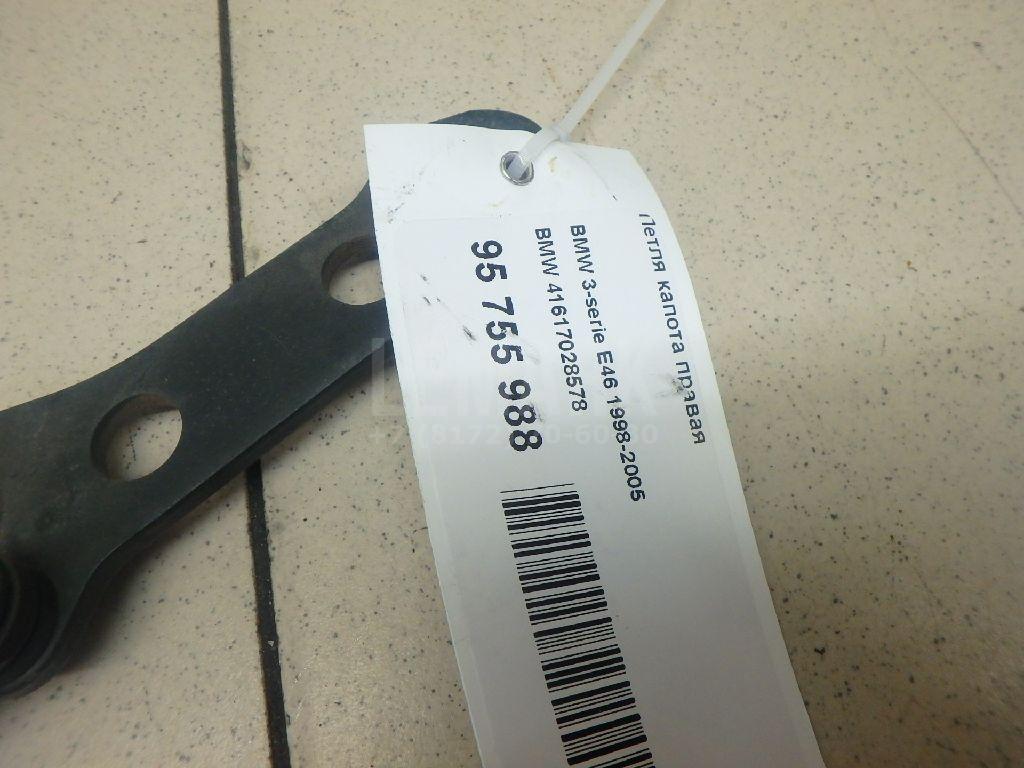 Петля капота правая
BMW 3-serie E46 1998-2005
BMW 41617028578
95 755 988